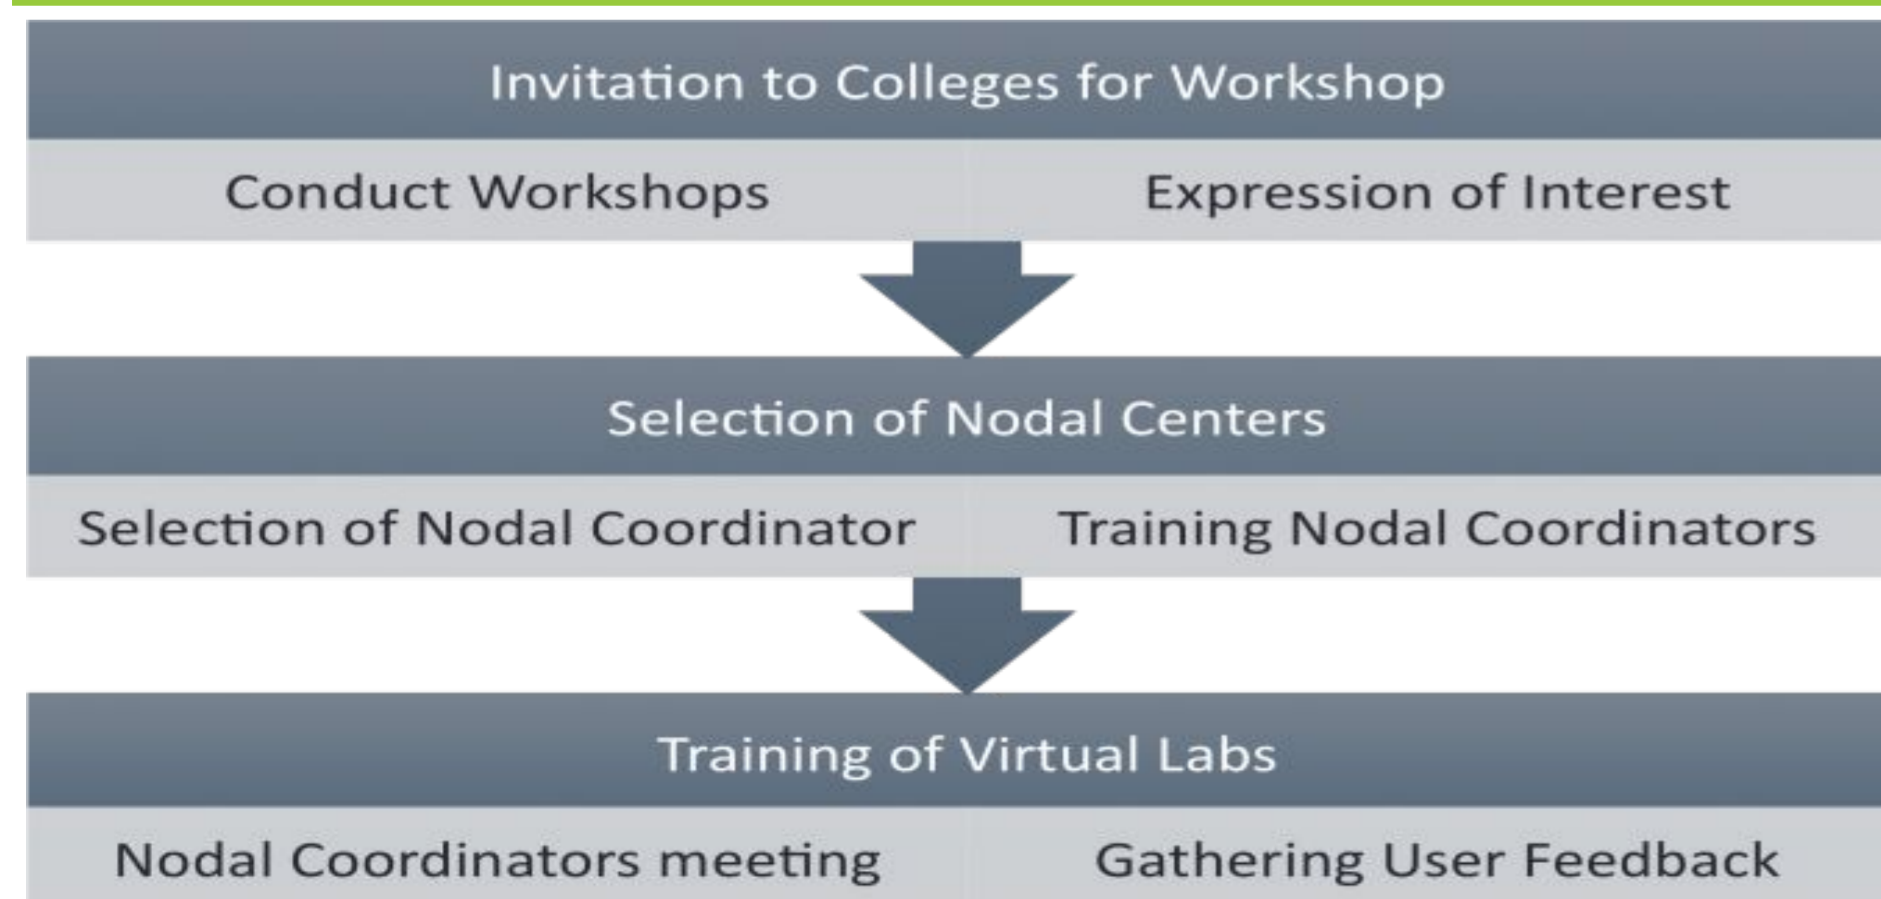 Invitation to Colleges for Workshop
Conduct Workshops
Expression of Interest
Selection of Nodal Centers
Selection of Nodal Coordinator
Training Nodal Coordinators
Training of Virtual Labs
Nodal Coordinators meeting
Gathering User Feedback